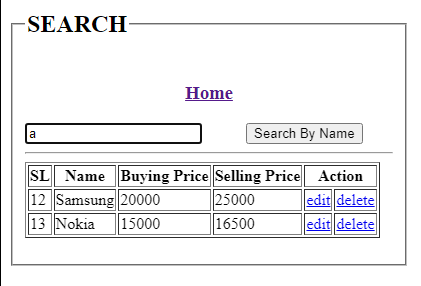 SEARCH
Home
a Search By Name
SL Name Buying Price Selling Price Action
12 Samsung 20000 25000 edit delete
13 Nokia 15000 16500 edit delete